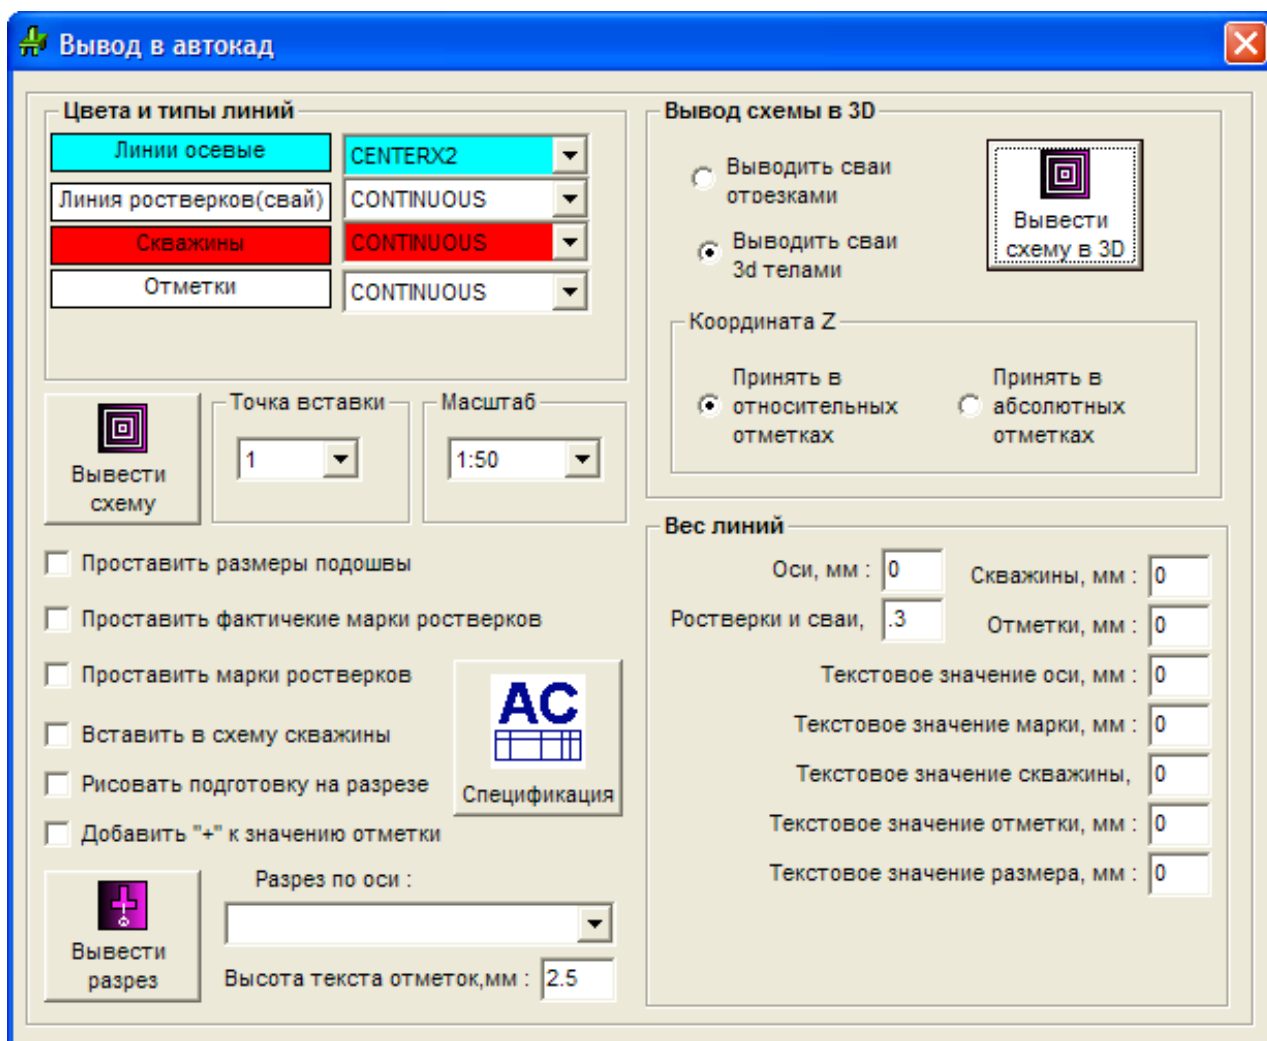 Вывод в автокад
Цвета и типы линий
Линии осевые
CENTERX2
Линия ростверков(свай)
CONTINUOUS
Скважины
CONTINUOUS
Отметки
CONTINUOUS
Вывести
схему
Точка вставки
1
Масштаб
1:50
Проставить размеры подошвы
Проставить фактичекие марки ростверков
Проставить марки ростверков
Вставить в схему скважины
Рисовать подготовку на разрезе
Добавить "+" к значению отметки
АС
Спецификация
Вывести
разрез
Разрез по оси :
Высота текста отметок,мм :
2.5
Вывод схемы в 3D
Выводить сваи
отрезками
Выводить сваи
3d телами
Вывести
схему в 3D
Координата Z
Принять в
относительных
отметках
Принять в
абсолютных
отметках
Вес линий
Оси, мм :
0
Скважины, мм :
0
Ростверки и сваи,
.3
Отметки, мм :
0
Текстовое значение оси, мм :
0
Текстовое значение марки, мм :
0
Текстовое значение скважины,
0
Текстовое значение отметки, мм :
0
Текстовое значение размера, мм :
0